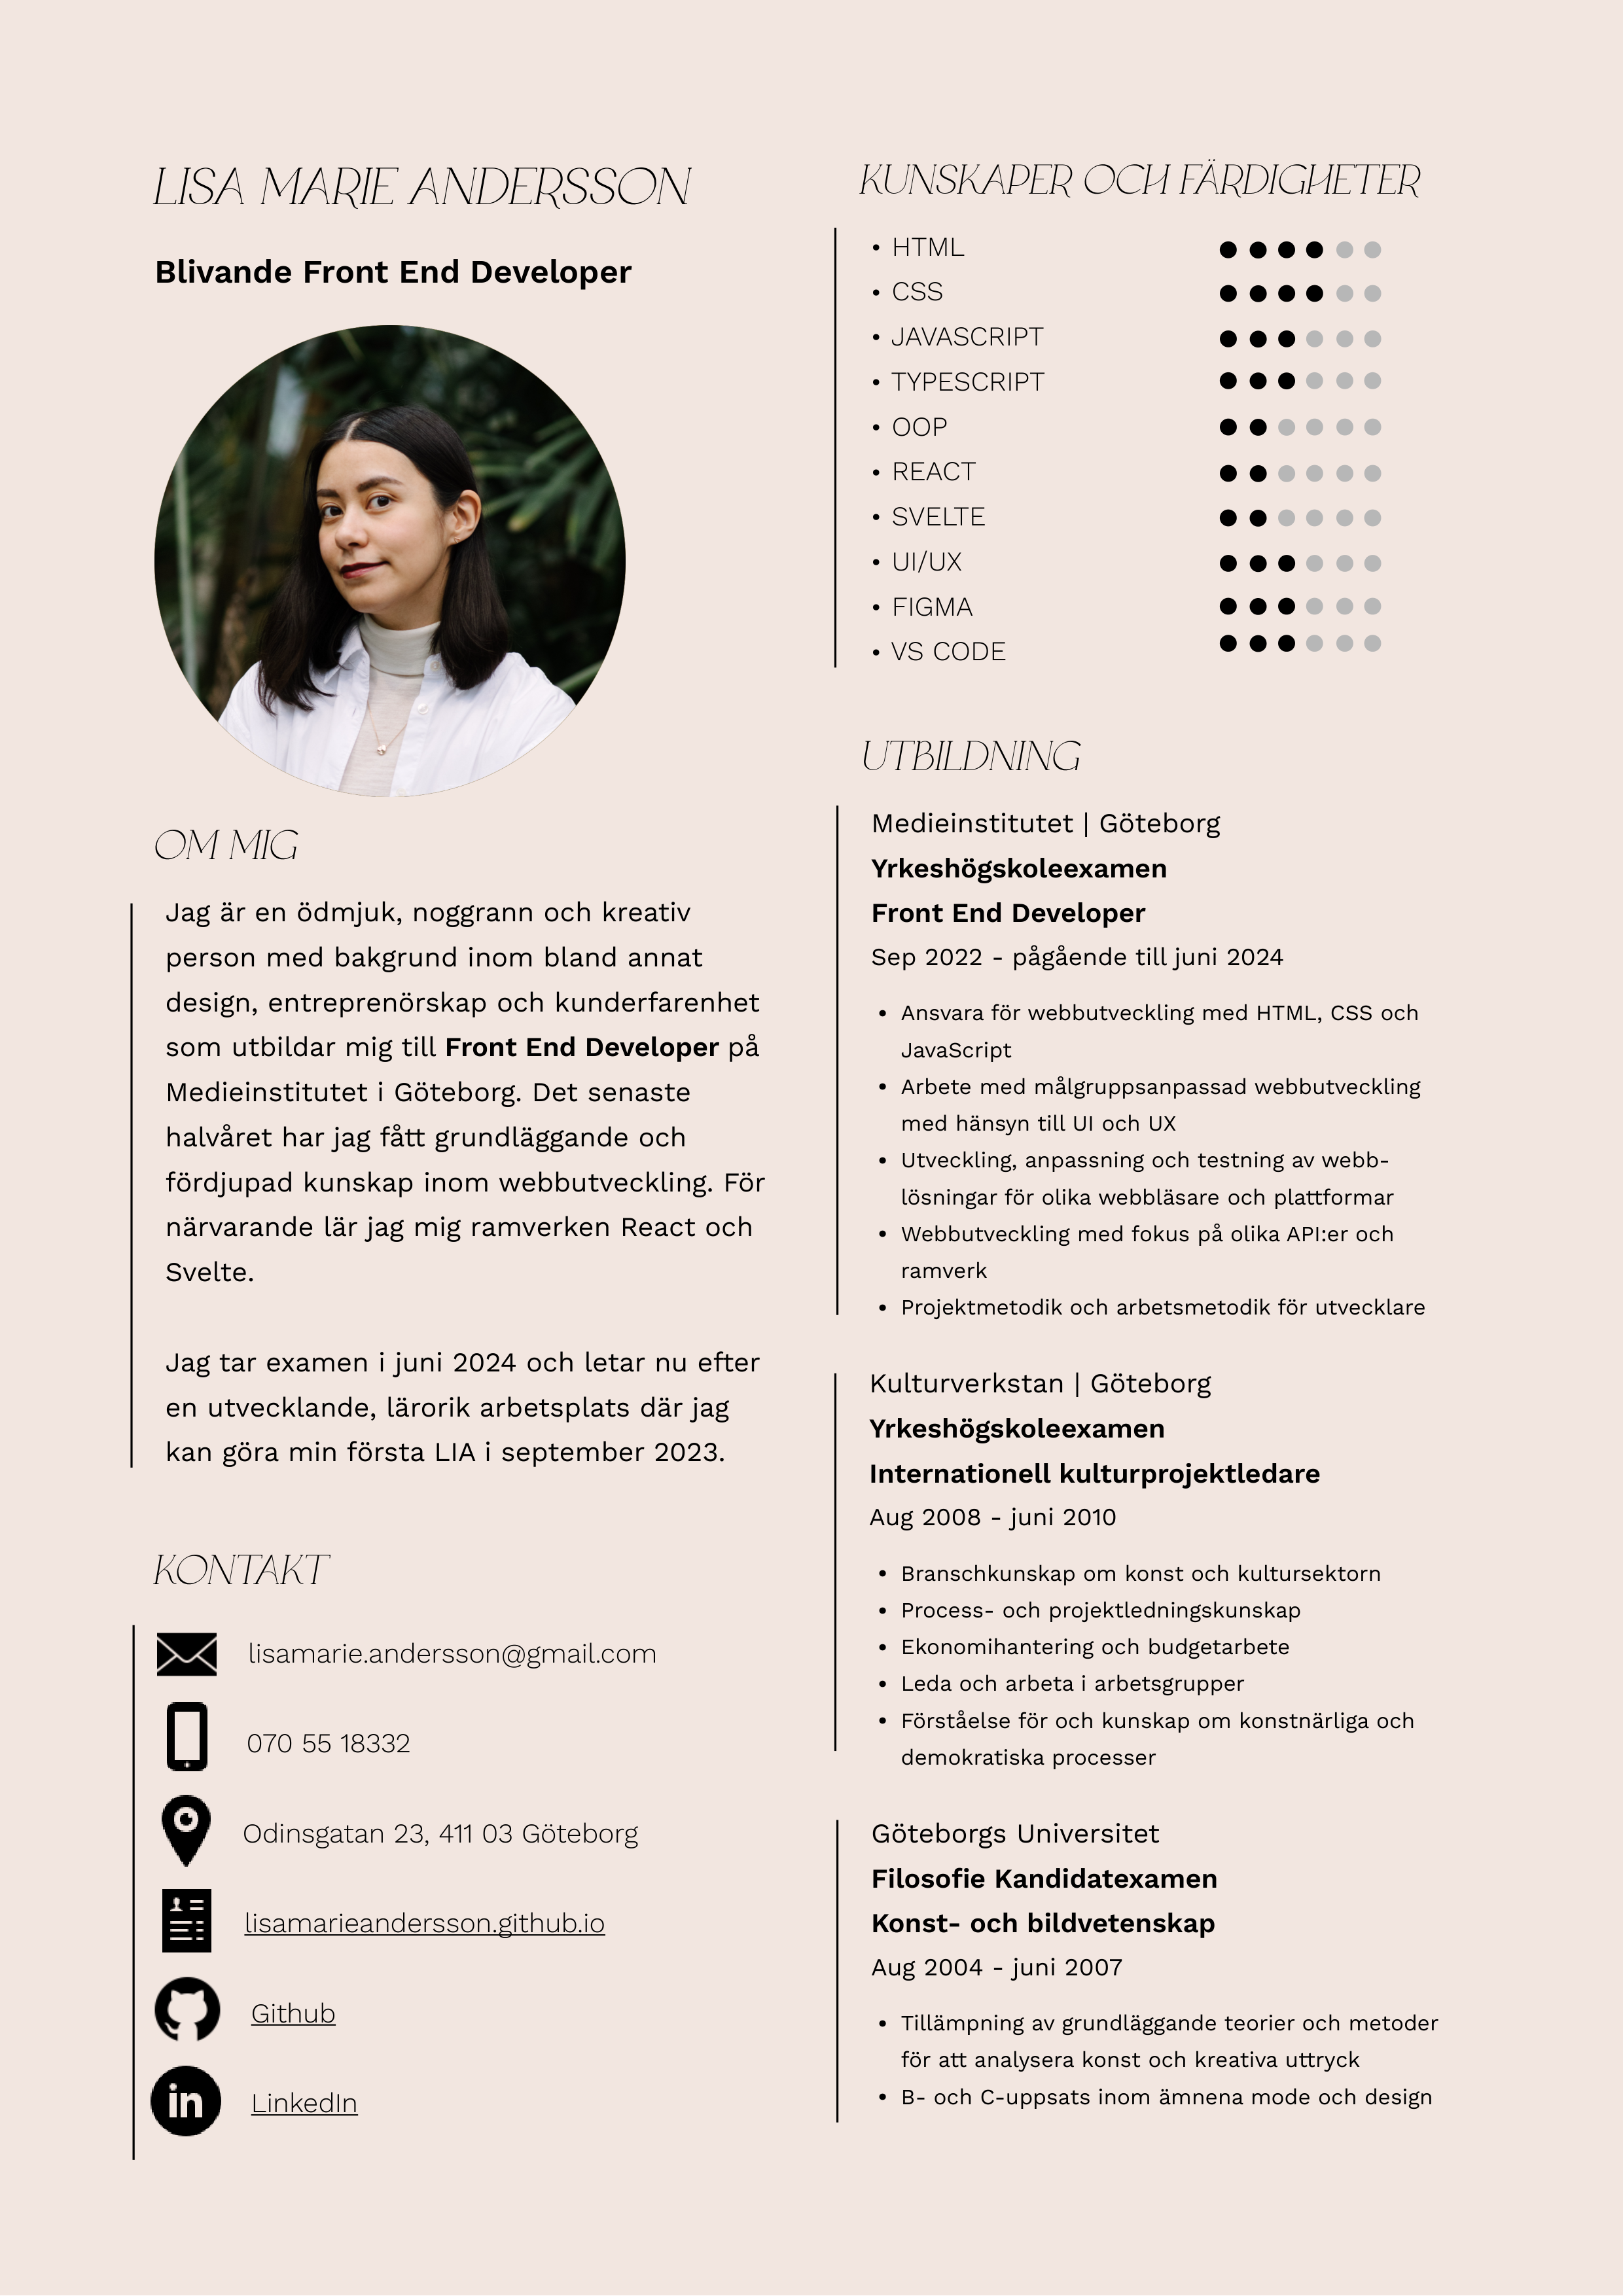 LISA MARIE ANDERSSON
Blivande Front End Developer
OM MIG
Jag är en ödmjuk, noggrann och kreativ
person med bakgrund inom bland annat
design, entreprenörskap och kunderfarenhet
som utbildar mig till Front End Developer på
Medieinstitutet i Göteborg. Det senaste
halvåret har jag fått grundläggande och
fördjupad kunskap inom webbutveckling. För
närvarande lär jag mig ramverken React och
Svelte.
Jag tar examen i juni 2024 och letar nu efter
en utvecklande, lärorik arbetsplats där jag
kan göra min första LIA i september 2023.
KONTAKT
lisamarie.andersson@gmail.com
070 55 18332
Odinsgatan 23, 411 03 Göteborg
lisamarieandersson.github.io
Github
in LinkedIn
KUNSKAPER OCH FÄRDIGHETER
• HTML
• CSS
• JAVASCRIPT
• TYPESCRIPT
• OOP
• REACT
• SVELTE
• UI/UX
• FIGMA
• VS CODE
UTBILDNING
Medieinstitutet | Göteborg
Yrkeshögskoleexamen
Front End Developer
Sep 2022 - pågående till juni 2024
• Ansvara för webbutveckling med HTML, CSS och
JavaScript
• Arbete med målgruppsanpassad webbutveckling
med hänsyn till UI och UX
• Utveckling, anpassning och testning av webb-
lösningar för olika webbläsare och plattformar
• Webbutveckling med fokus på olika API:er och
ramverk
• Projektmetodik och arbetsmetodik för utvecklare
Kulturverkstan | Göteborg
Yrkeshögskoleexamen
Internationell kulturprojektledare
Aug 2008 - juni 2010
• Branschkunskap om konst och kultursektorn
• Process- och projektledningskunskap
• Ekonomihantering och budgetarbete
• Leda och arbeta i arbetsgrupper
• Förståelse för och kunskap om konstnärliga och
demokratiska processer
Göteborgs Universitet
Filosofie Kandidatexamen
Konst- och bildvetenskap
Aug 2004 - juni 2007
• Tillämpning av grundläggande teorier och metoder
för att analysera konst och kreativa uttryck
• B- och C-uppsats inom ämnena mode och design